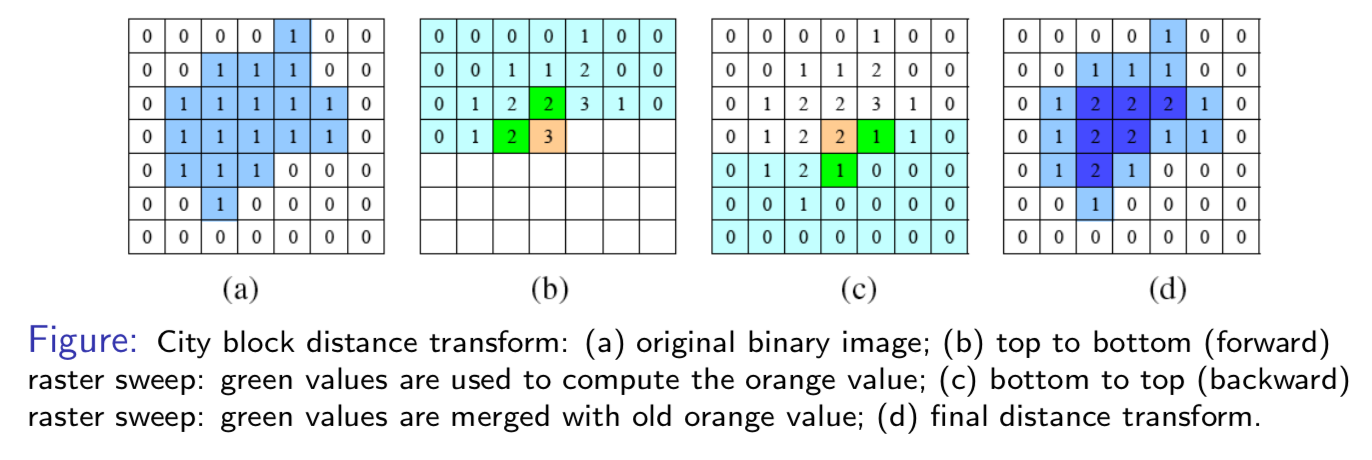 0 0 0 0 1 0 0 0 0 0 0 1 0 0 0 0 0 0 1 0 0 0 0 0 0 1 0 0
0 0 1 1 1 0 0 0 0 1 1 2 0 0 0 0 1 1 2 0 0 0 0 1 1 1 0 0
0 1 1 1 1 1 0 0 1 2 2 3 1 0 0 1 2 2 3 1 0 0 1 2 2 2 1 0
0 1 1 1 1 1 0 0 1 2 3 0 1 2 2 1 1 0 0 1 2 2 1 1 0
0 1 1 1 0 0 0 0 1 2 1 0 0 0 0 1 2 1 0 0 0
0 0 1 0 0 0 0 0 0 1 0 0 0 0 0 0 1 0 0 0 0
0 0 0 0 0 0 0 0 0 0 0 0 0 0 0 0 0 0 0 0 0
(a) (b) (c) (d)
Figure: City block distance transform: (a) original binary image; (b) top to bottom (forward)
raster sweep: green values are used to compute the orange value; (c) bottom to top (backward)
raster sweep: green values are merged with old orange value; (d) final distance transform.